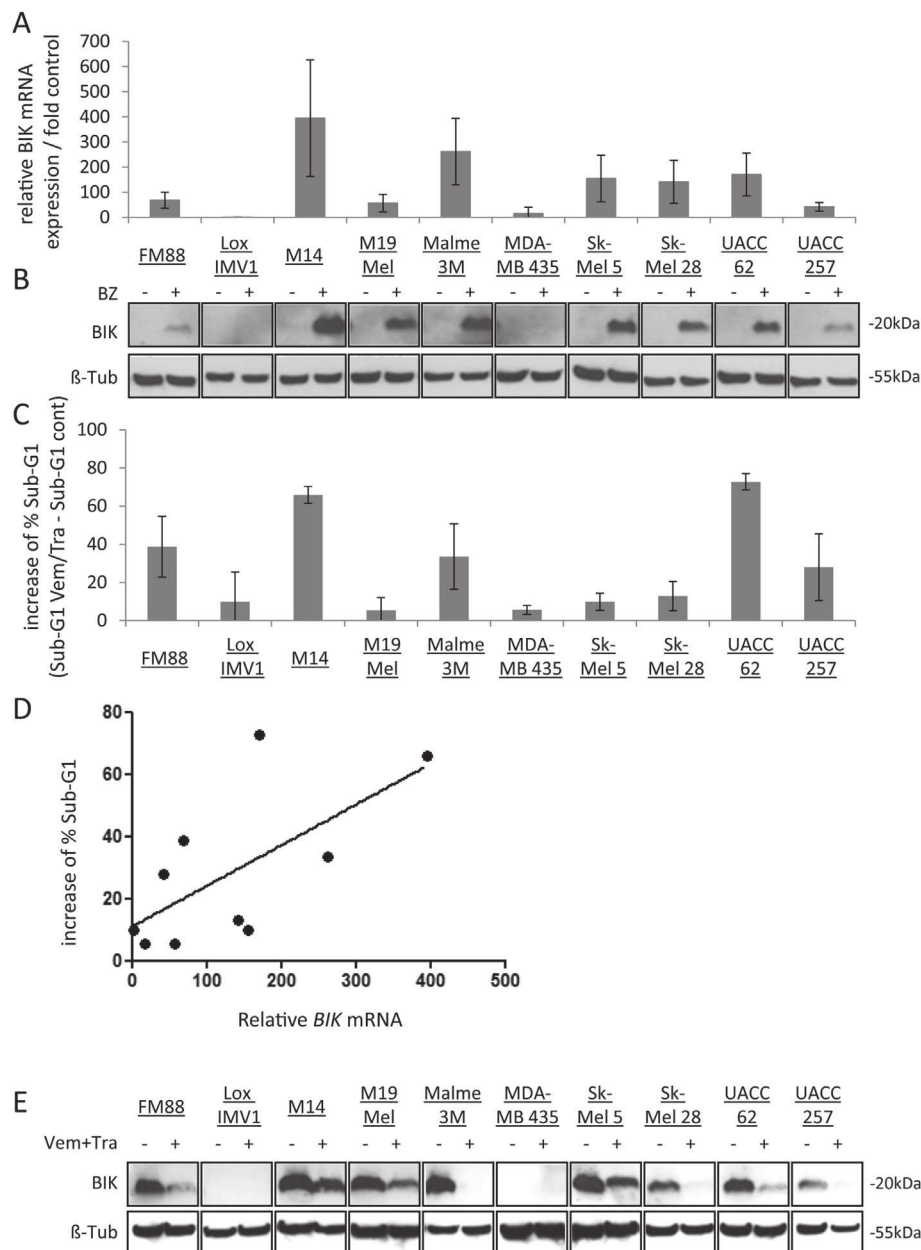 A
relative BIK mRNA
expression / fold control
700
600
500
400
300
200
100
0
FM88
Lox
IMV1
M14
M19
Mel
Malme
3M
MDA-
MB 435
Sk-
Mel 5
Sk-
Mel 28
UACC
62
UACC
257
B
BZ - + - + - + - + - + - + - + - + - + - +
BIK -20kDa
ß-Tub -55kDa
C
increase of % Sub-G1
(Sub-G1 Vem/Tra - Sub-G1 cont)
100
80
60
40
20
0
FM88
Lox
IMV1
M14
M19
Mel
Malme
3M
MDA-
MB 435
Sk-
Mel 5
Sk-
Mel 28
UACC
62
UACC
257
D
increase of % Sub-G1
80
60
40
20
0
0 100 200 300 400 500
Relative BIK mRNA
E
FM88
Lox
IMV1
M14
M19
Mel
Malme
3M
MDA-
MB 435
Sk-
Mel 5
Sk-
Mel 28
UACC
62
UACC
257
Vem+Tra - + - + - + - + - + - + - + - + - + - +
BIK -20kDa
ß-Tub -55kDa